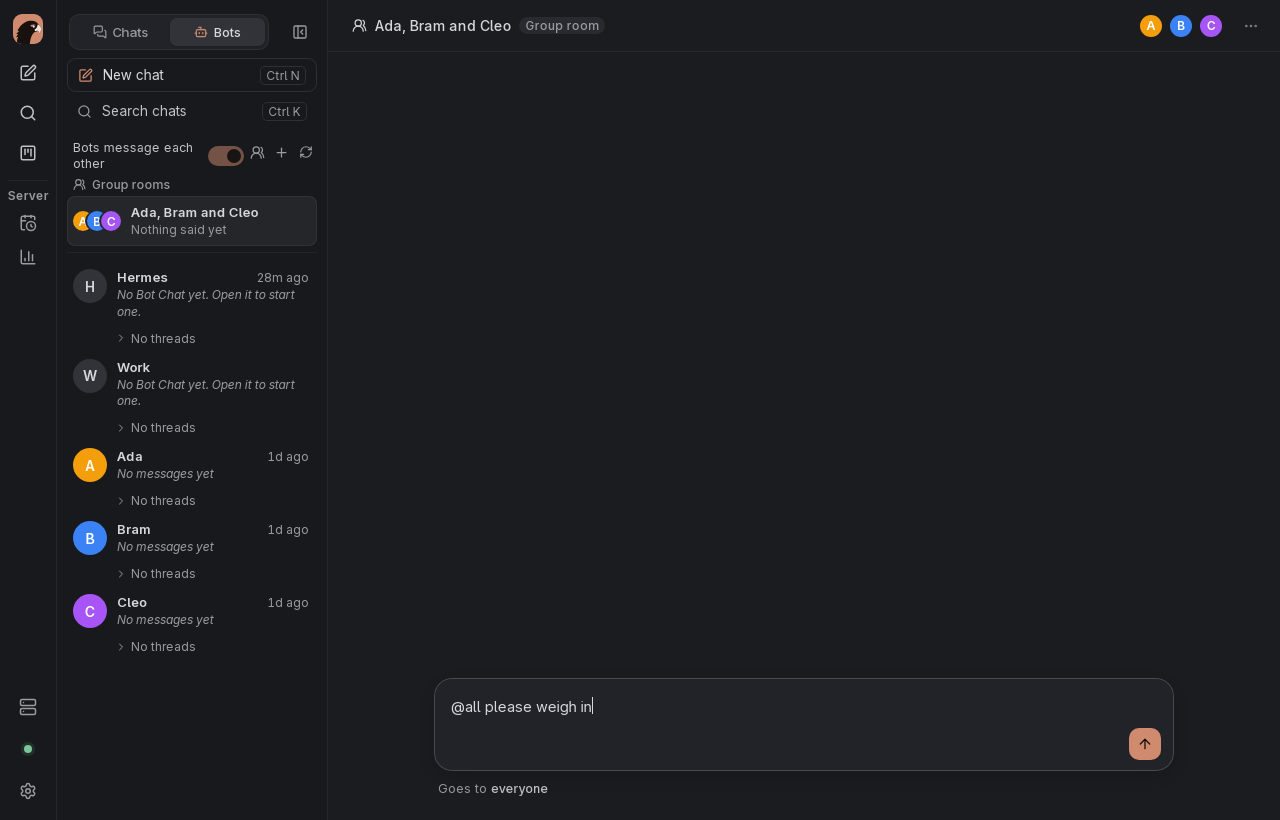 Chats
Bots
New chat
Ctrl N
Search chats
Ctrl K
Bots message each
other
Server
Group rooms
A B C
Ada, Bram and Cleo
Nothing said yet
H
Hermes
28m ago
No Bot Chat yet. Open it to start
one.
No threads
W
Work
No Bot Chat yet. Open it to start
one.
No threads
A
Ada
1d ago
No messages yet
No threads
B
Bram
1d ago
No messages yet
No threads
C
Cleo
1d ago
No messages yet
No threads
Ada, Bram and Cleo
Group room
A
B
C
@all please weigh in
Goes to everyone